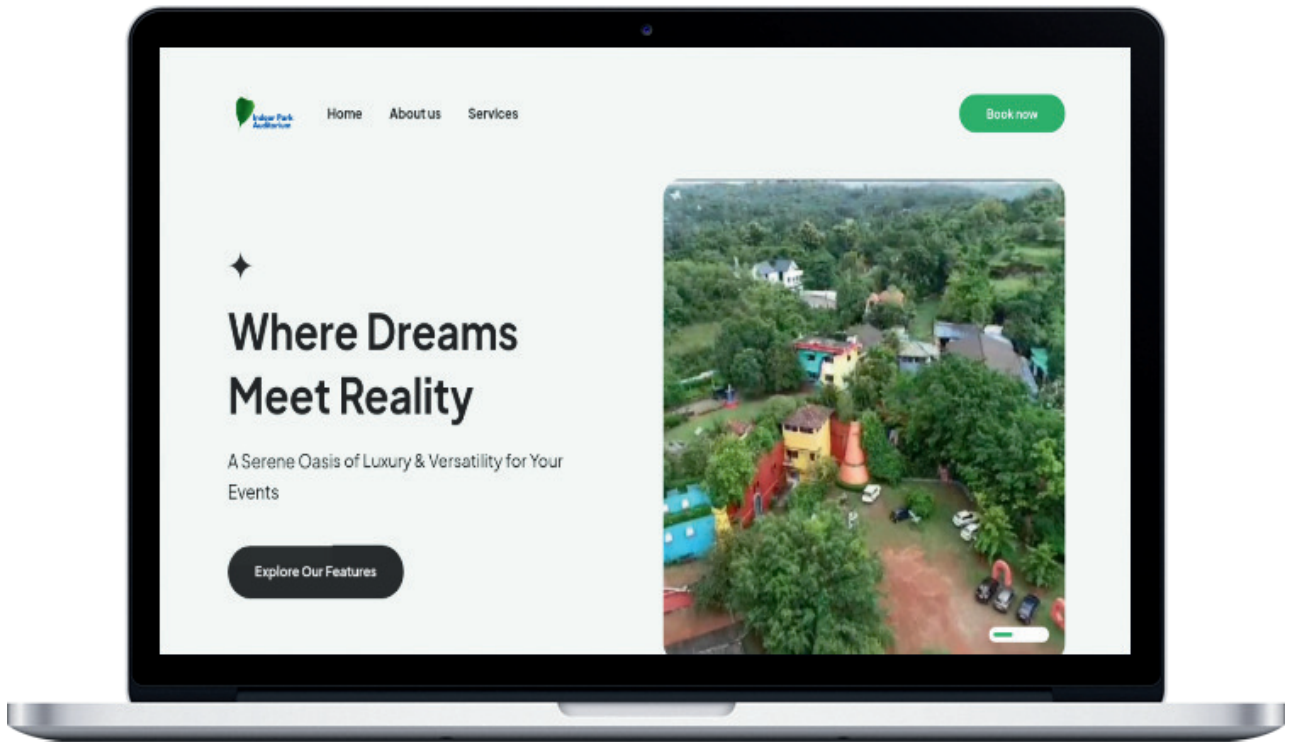 Auditorium
Home
About us
Services
Book now
Where Dreams
Meet Reality
A Serene Oasis of Luxury & Versatility for Your
Events
Explore Our Features